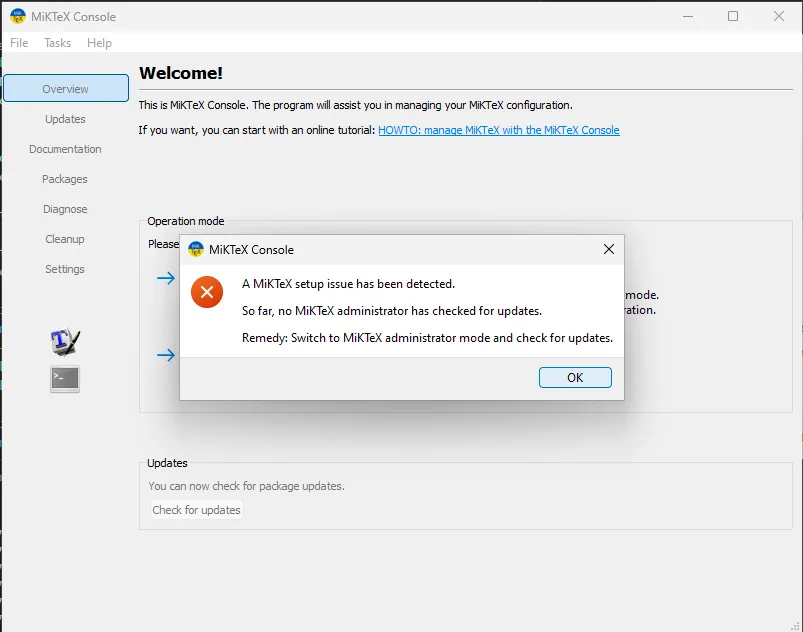 MiKTeX Console
File Tasks Help
Overview
Updates
Documentation
Packages
Diagnose
Cleanup
Settings
Welcome!
This is MiKTeX Console. The program will assist you in managing your MiKTeX configuration.
If you want, you can start with an online tutorial: HOWTO: manage MiKTeX with the MiKTeX Console
Operation mode
Please
mode.
MiKTeX Console
A MiKTeX setup issue has been detected.
So far, no MiKTeX administrator has checked for updates.
Remedy: Switch to MiKTeX administrator mode and check for updates.
OK
Updates
You can now check for package updates.
Check for updates